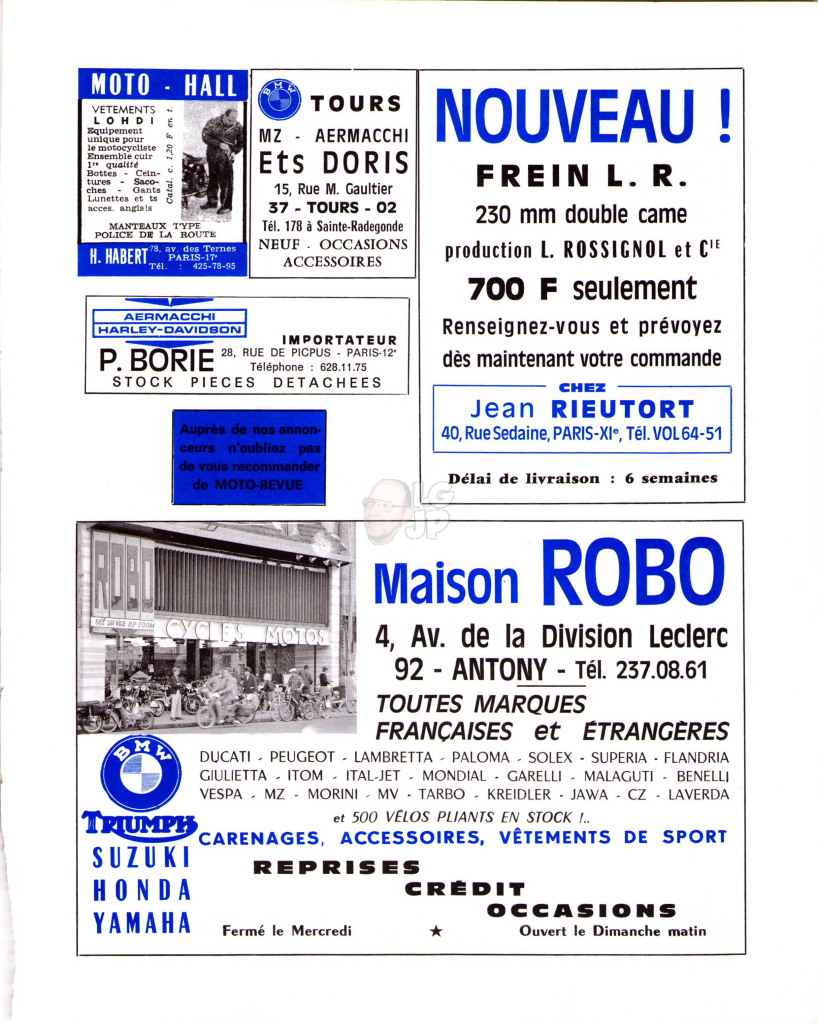 MOTO - HALL
VETEMENTS
LOHDI
Equipement
unique pour
le motocycliste
Ensemble cuir
1re qualité
Bottes - Cein-
tures - Saco-
ches - Gants
Lunettes et ts
acces. anglais
Catal. c. 1,20 F en t.
MANTEAUX TYPE
POLICE DE LA ROUTE
H. HABERT 78, av. des Ternes
PARIS-17e
Tél. : 425-78-95
BMW TOURS
MZ - AERMACCHI
Ets DORIS
15, Rue M. Gaultier
37 - TOURS - 02
Tél. 178 à Sainte-Radegonde
NEUF - OCCASIONS
ACCESSOIRES
NOUVEAU !
FREIN L. R.
230 mm double came
production L. ROSSIGNOL et CIE
700 F seulement
Renseignez-vous et prévoyez
dès maintenant votre commande
CHEZ
Jean RIEUTORT
40, Rue Sedaine, PARIS-XIe, Tél. VOL 64-51
Délai de livraison : 6 semaines
AERMACCHI
HARLEY-DAVIDSON
IMPORTATEUR
P. BORIE 28, RUE DE PICPUS - PARIS-12e
Téléphone : 628.11.75
STOCK PIECES DETACHEES
Auprès de nos annon-
ceurs n'oubliez pas
de vous recommander
de MOTO-REVUE
LG
JP
ROBO
CYCLES MOTOS
Maison ROBO
4, Av. de la Division Leclerc
92 - ANTONY - Tél. 237.08.61
TOUTES MARQUES
FRANÇAISES et ÉTRANGÈRES
BMW
TRIUMPH
SUZUKI
HONDA
YAMAHA
DUCATI - PEUGEOT - LAMBRETTA - PALOMA - SOLEX - SUPERIA - FLANDRIA
GIULIETTA - ITOM - ITAL-JET - MONDIAL - GARELLI - MALAGUTI - BENELLI
VESPA - MZ - MORINI - MV - TARBO - KREIDLER - JAWA - CZ - LAVERDA
et 500 VÉLOS PLIANTS EN STOCK !..
CARENAGES, ACCESSOIRES, VÊTEMENTS DE SPORT
REPRISES
CRÉDIT
OCCASIONS
Fermé le Mercredi ★ Ouvert le Dimanche matin